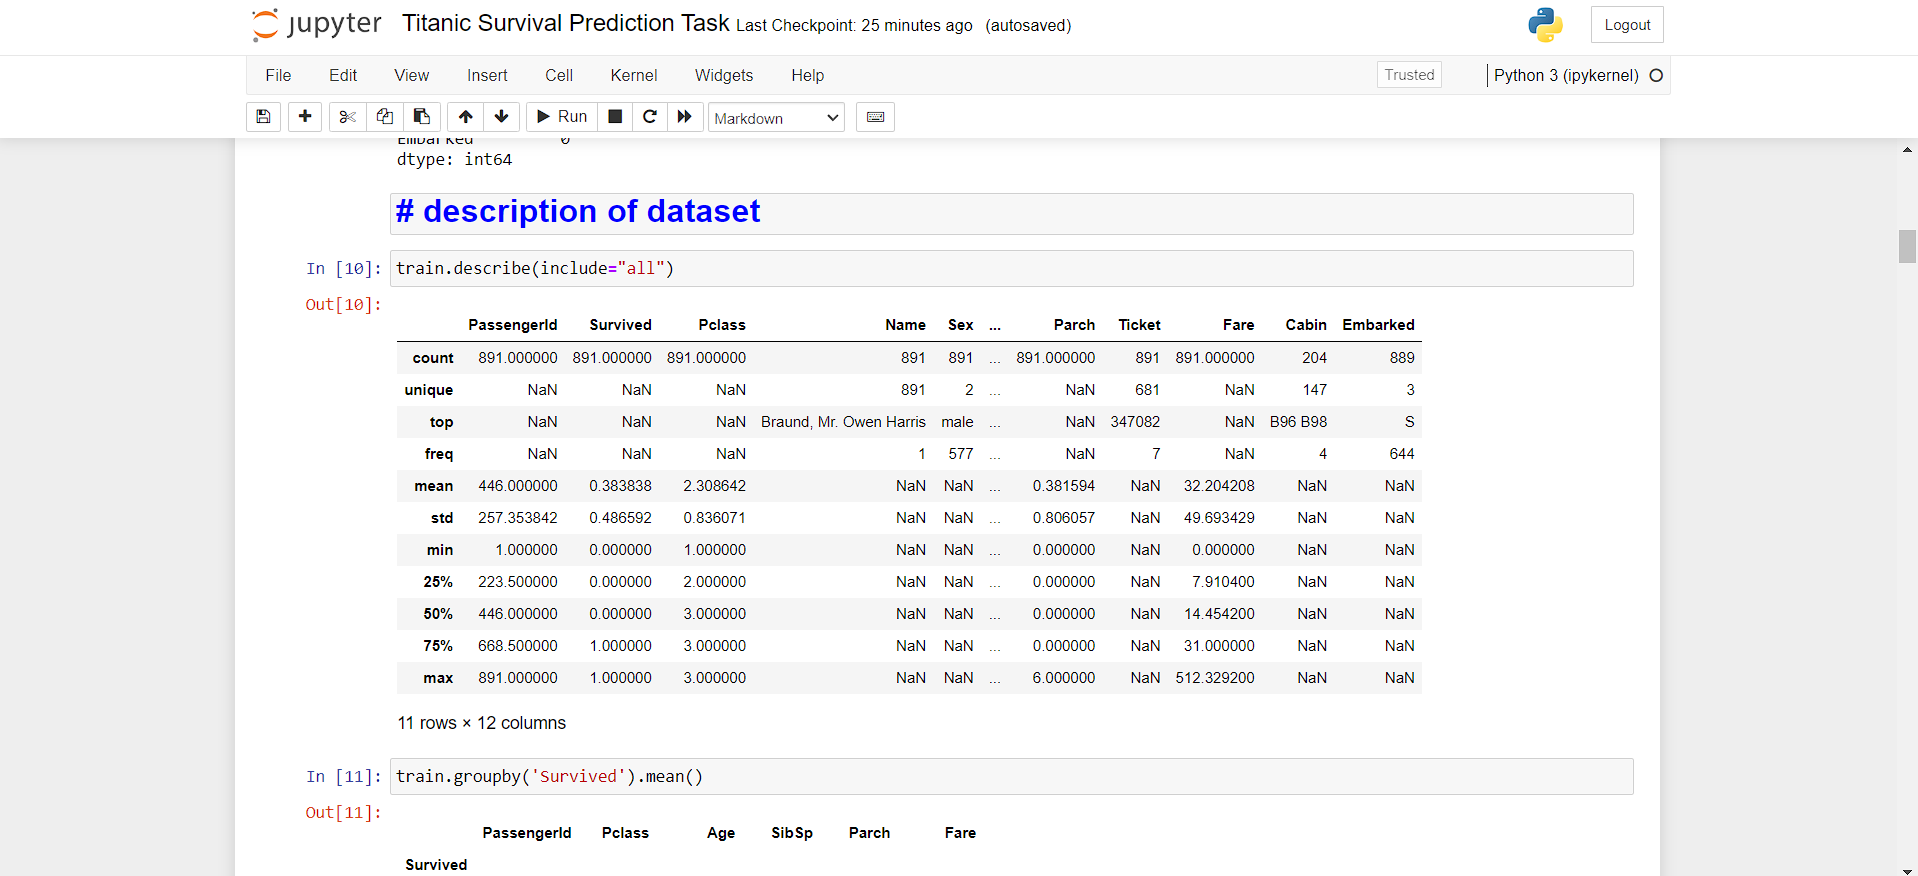 jupyter Titanic Survival Prediction Task Last Checkpoint: 25 minutes ago (autosaved) Logout
File Edit View Insert Cell Kernel Widgets Help Trusted Python 3 (ipykernel)
Run Markdown
Embarked 0
dtype: int64
# description of dataset
In [10]: train.describe(include="all")
Out[10]:
PassengerId Survived Pclass Name Sex ... Parch Ticket Fare Cabin Embarked
count 891.000000 891.000000 891.000000 891 891 ... 891.000000 891 891.000000 204 889
unique NaN NaN NaN 891 2 ... NaN 681 NaN 147 3
top NaN NaN NaN Braund, Mr. Owen Harris male ... NaN 347082 NaN B96 B98 S
freq NaN NaN NaN 1 577 ... NaN 7 NaN 4 644
mean 446.000000 0.383838 2.308642 NaN NaN ... 0.381594 NaN 32.204208 NaN NaN
std 257.353842 0.486592 0.836071 NaN NaN ... 0.806057 NaN 49.693429 NaN NaN
min 1.000000 0.000000 1.000000 NaN NaN ... 0.000000 NaN 0.000000 NaN NaN
25% 223.500000 0.000000 2.000000 NaN NaN ... 0.000000 NaN 7.910400 NaN NaN
50% 446.000000 0.000000 3.000000 NaN NaN ... 0.000000 NaN 14.454200 NaN NaN
75% 668.500000 1.000000 3.000000 NaN NaN ... 0.000000 NaN 31.000000 NaN NaN
max 891.000000 1.000000 3.000000 NaN NaN ... 6.000000 NaN 512.329200 NaN NaN
11 rows × 12 columns
In [11]: train.groupby('Survived').mean()
Out[11]:
PassengerId Pclass Age SibSp Parch Fare
Survived